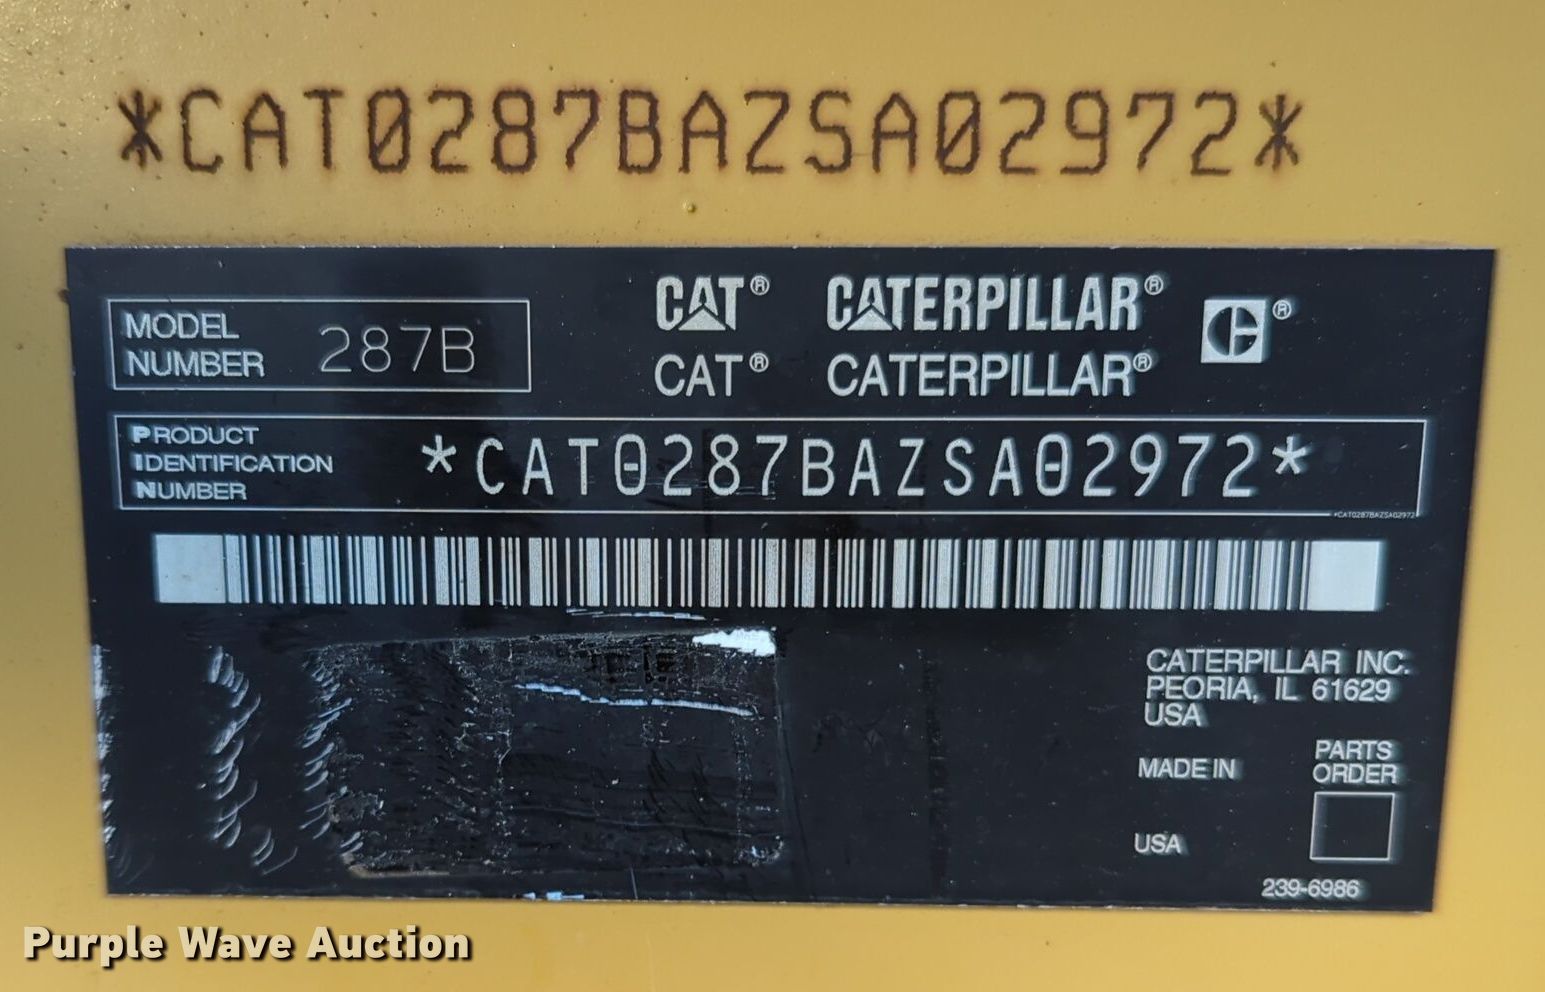 *CAT0287BAZSA02972*
MODEL NUMBER 287B
CAT® CATERPILLAR® ®
CAT® CATERPILLAR®
PRODUCT
IDENTIFICATION
NUMBER
*CAT0287BAZSA02972*
*CAT0287BAZSA02972
CATERPILLAR INC.
PEORIA, IL 61629
USA
MADE IN
USA
PARTS
ORDER
239-6986
Purple Wave Auction